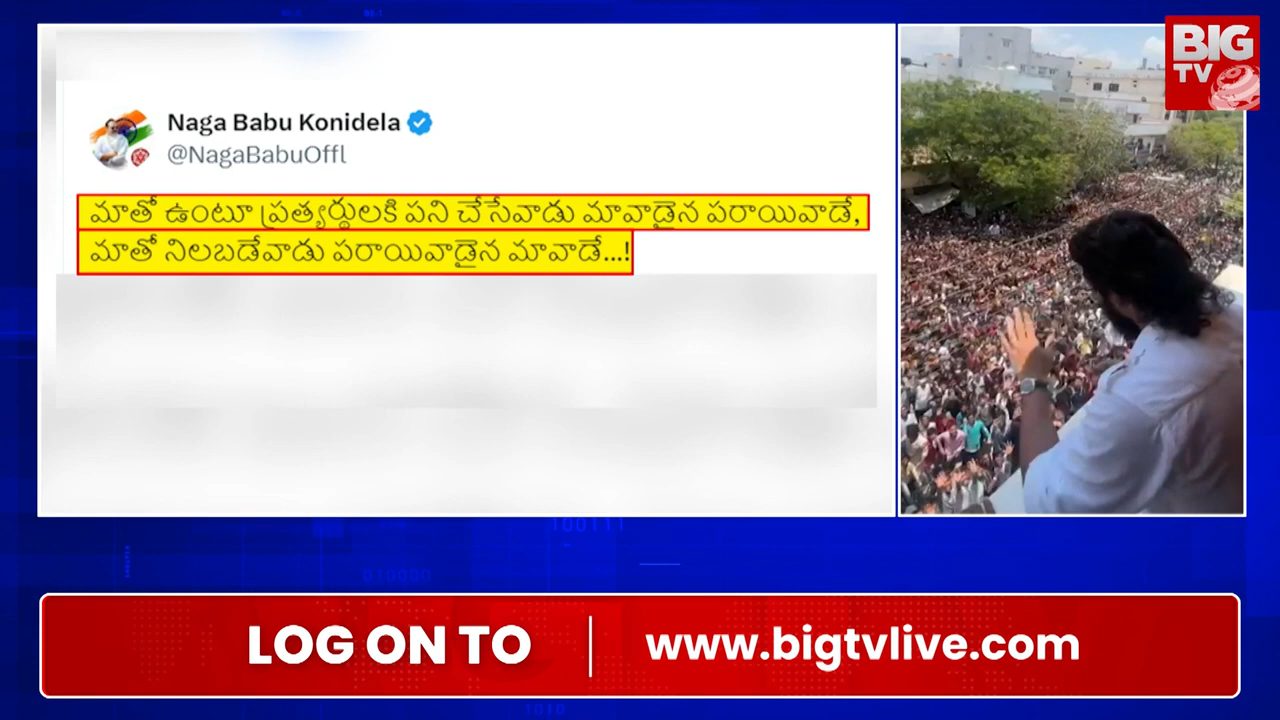 BIG
TV
Naga Babu Konidela
@NagaBabuOffl
మాతో ఉంటూ ప్రత్యర్థులకి పని చేసేవాడు మావాడైన పరాయివాడే,
మాతో నిలబడేవాడు పరాయివాడైన మావాడే...!
LOG ON TO
www.bigtvlive.com